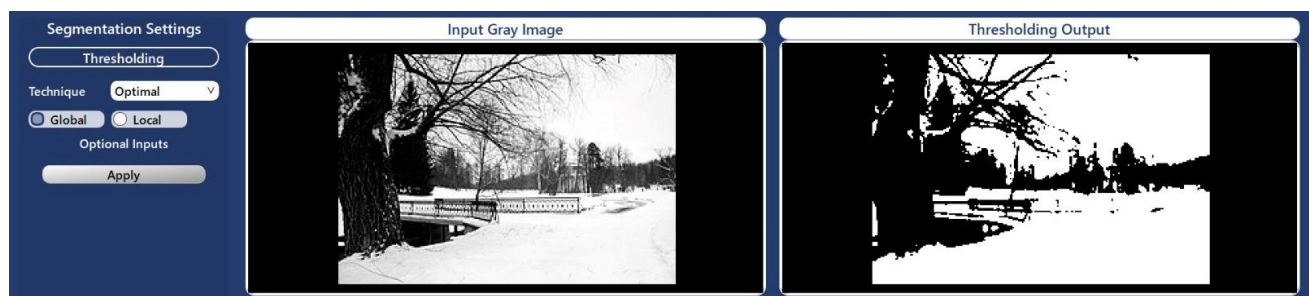 Segmentation Settings
Thresholding
Technique Optimal
Global Local
Optional Inputs
Apply
Input Gray Image
Thresholding Output